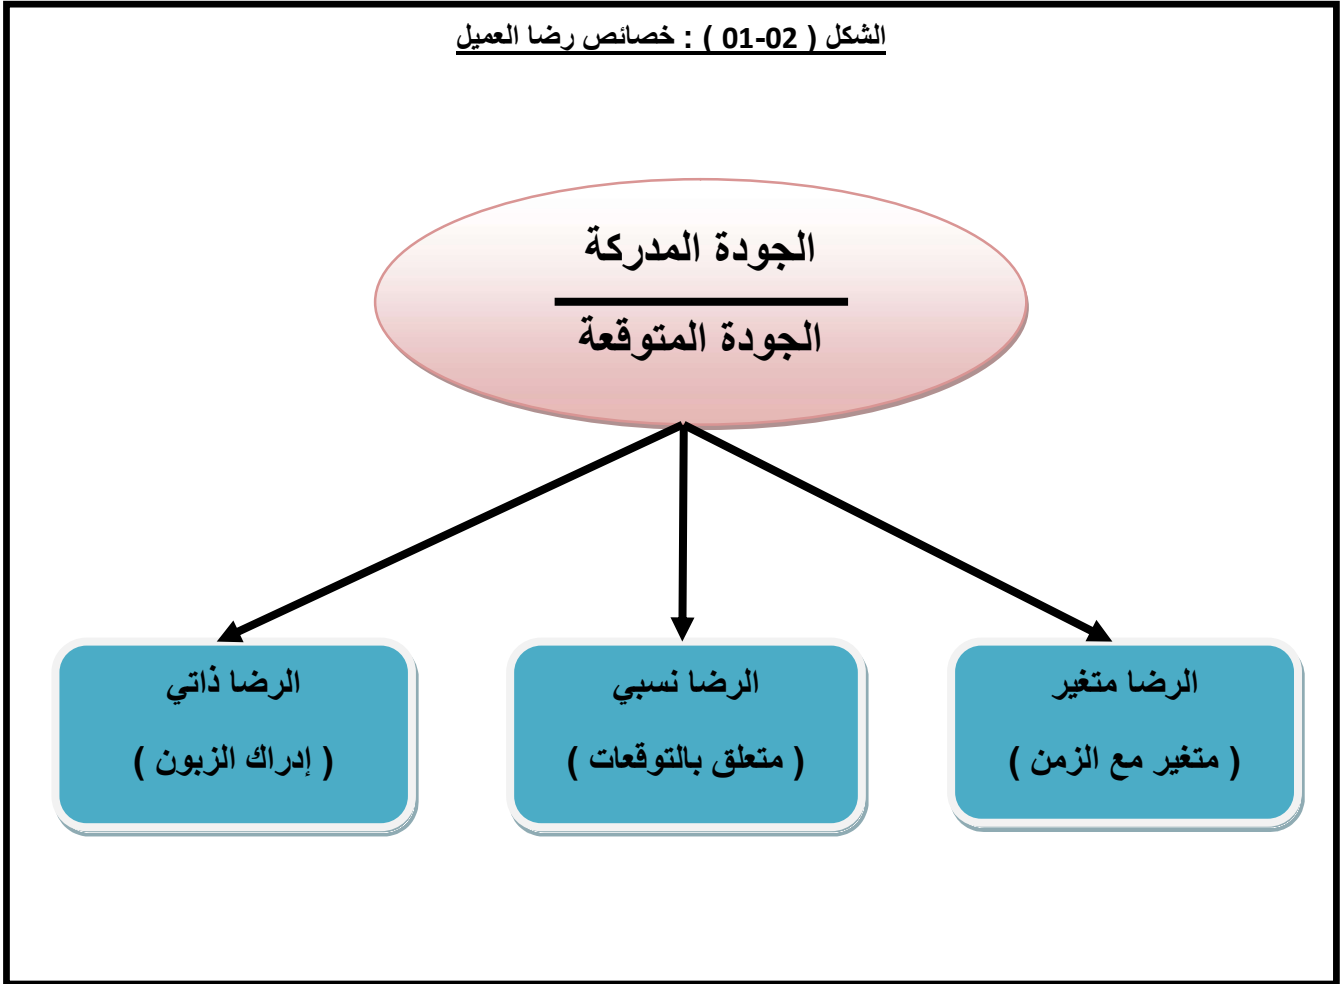 الشكل ( 02-01 ) : خصائص رضا العميل
الجودة المدركة
الجودة المتوقعة
الرضا متغير
( متغير مع الزمن )
الرضا نسبي
( متعلق بالتوقعات )
الرضا ذاتي
( إدراك الزبون )